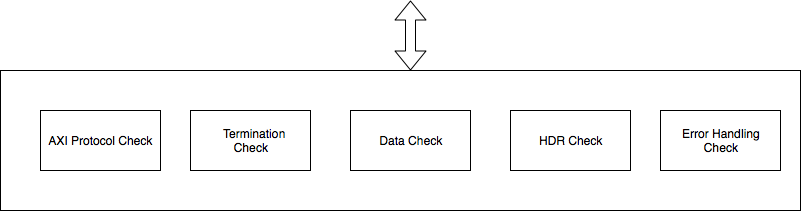 AXI Protocol Check
Termination
Check
Data Check
HDR Check
Error Handling
Check